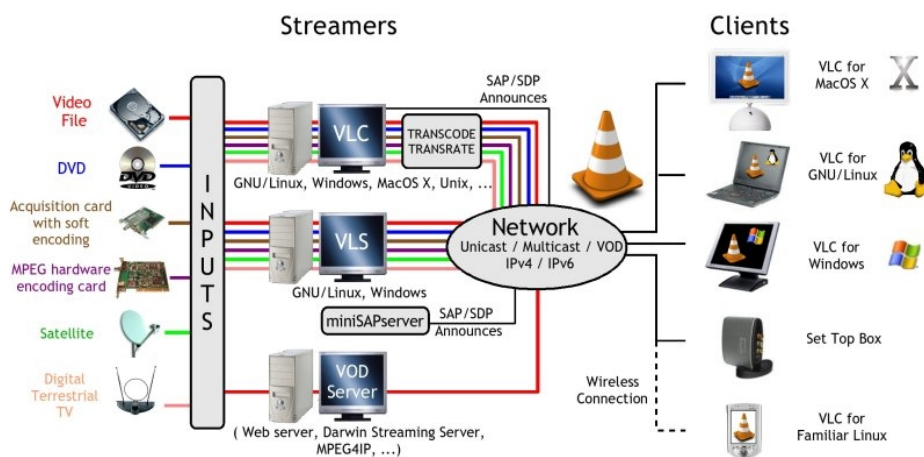 Streamers
Clients
Video
File
DVD
DVD
VIDEO
Acquisition card
with soft
encoding
MPEG hardware
encoding card
Satellite
Digital
Terrestrial
TV
INPUTS
VLC
TRANSCODE
TRANSRATE
GNU/Linux, Windows, MacOS X, Unix, ...
SAP/SDP
Announces
VLS
GNU/Linux, Windows
miniSAPserver
SAP/SDP
Announces
VOD
Server
( Web server, Darwin Streaming Server,
MPEG4IP, ...)
Network
Unicast / Multicast / VOD
IPv4 / IPv6
Wireless
Connection
VLC for
MacOS X
X
VLC for
GNU/Linux
VLC for
Windows
Set Top Box
VLC for
Familiar Linux